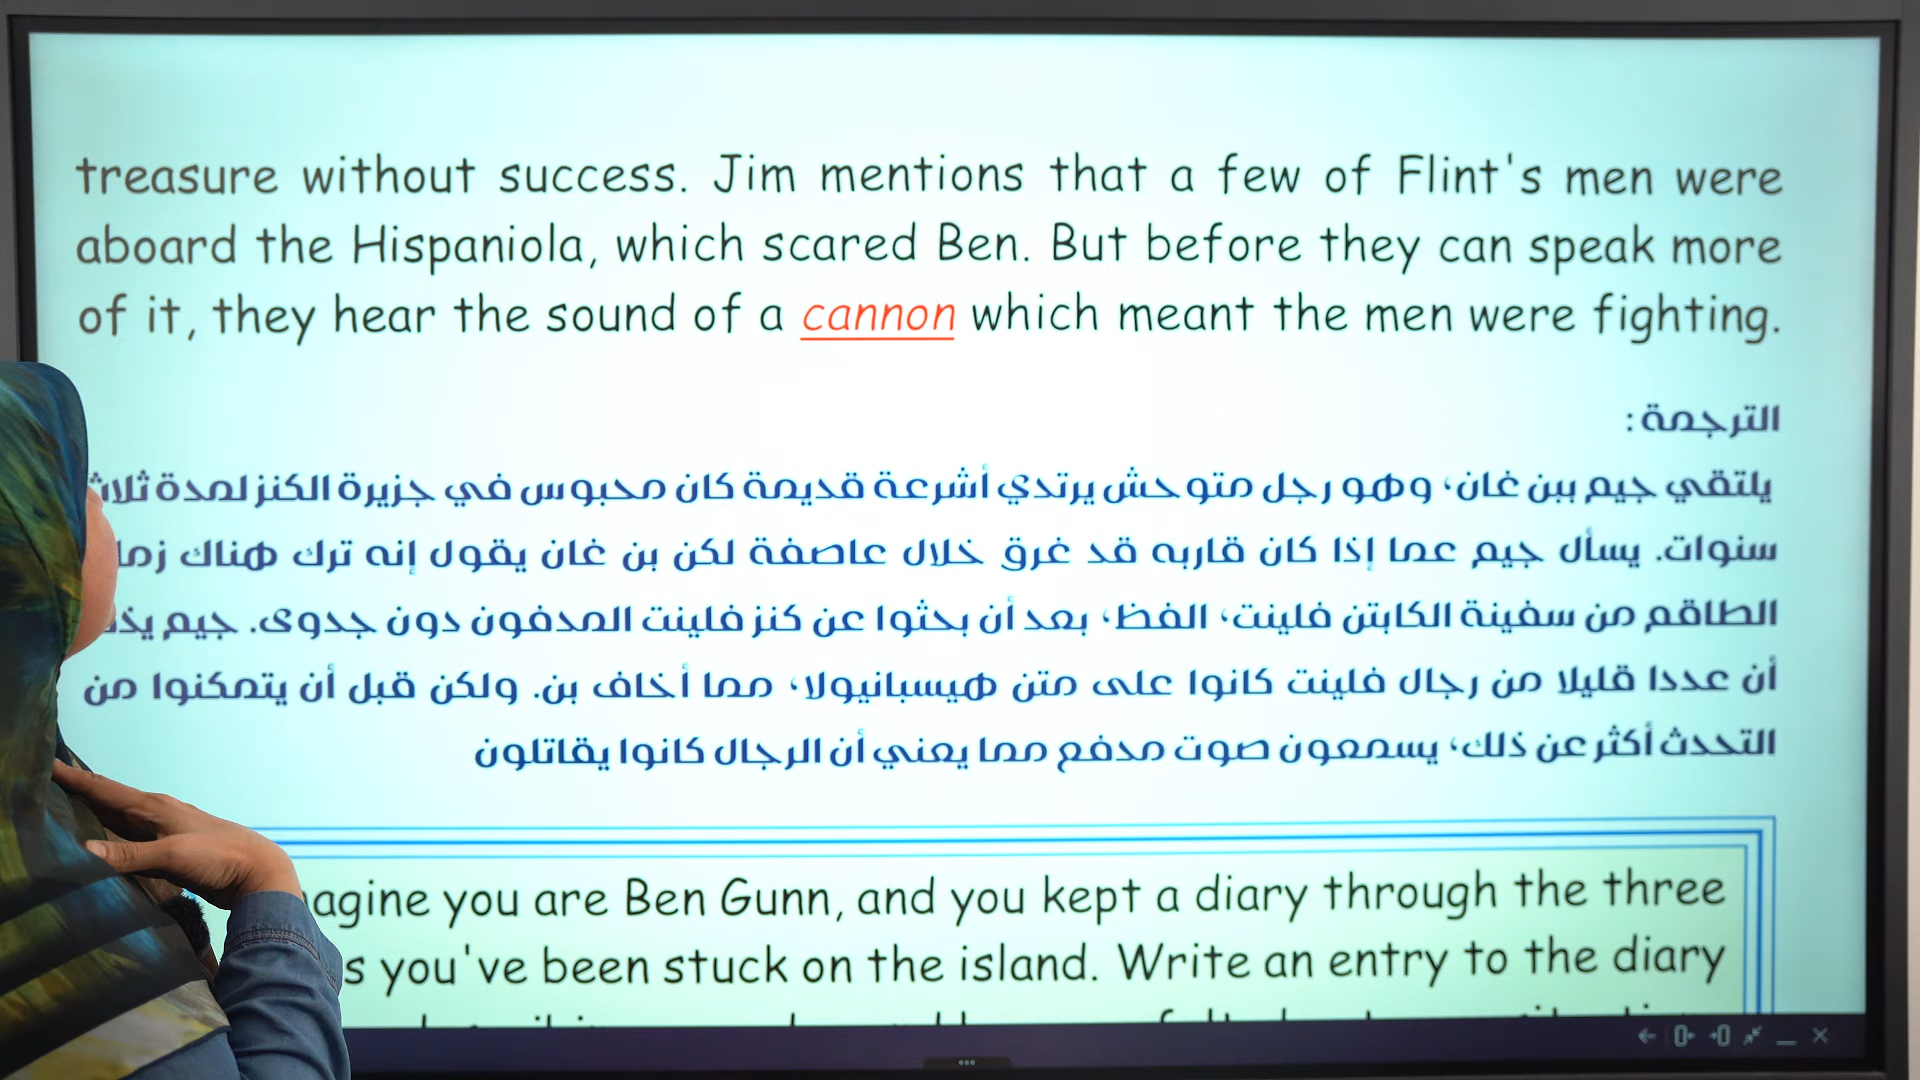 treasure without success. Jim mentions that a few of Flint's men were
aboard the Hispaniola, which scared Ben. But before they can speak more
of it, they hear the sound of a cannon which meant the men were fighting.
الترجمة:
يلتقي جيم ببن غان، وهو رجل متوحش يرتدي أشرعة قديمة كان محبوس في جزيرة الكنز لمدة ثلاث
سنوات. يسأل جيم عما إذا كان قاربه قد غرق خلال عاصفة لكن بن غان يقول إنه ترك هناك
الطاقم من سفينة الكابتن فلينت، الفظ، بعد أن بحثوا عن كنز فلينت المدفون دون جدوى. جيم
أن عددا قليلا من رجال فلينت كانوا على متن هيسبانيولا، مما أخاف بن. ولكن قبل أن يتمكنوا من
التحدث أكثر عن ذلك، يسمعون صوت مدفع مما يعني أن الرجال كانوا يقاتلون
you are Ben Gunn, and you kept a diary through the three
you've been stuck on the island. Write an entry to the diary